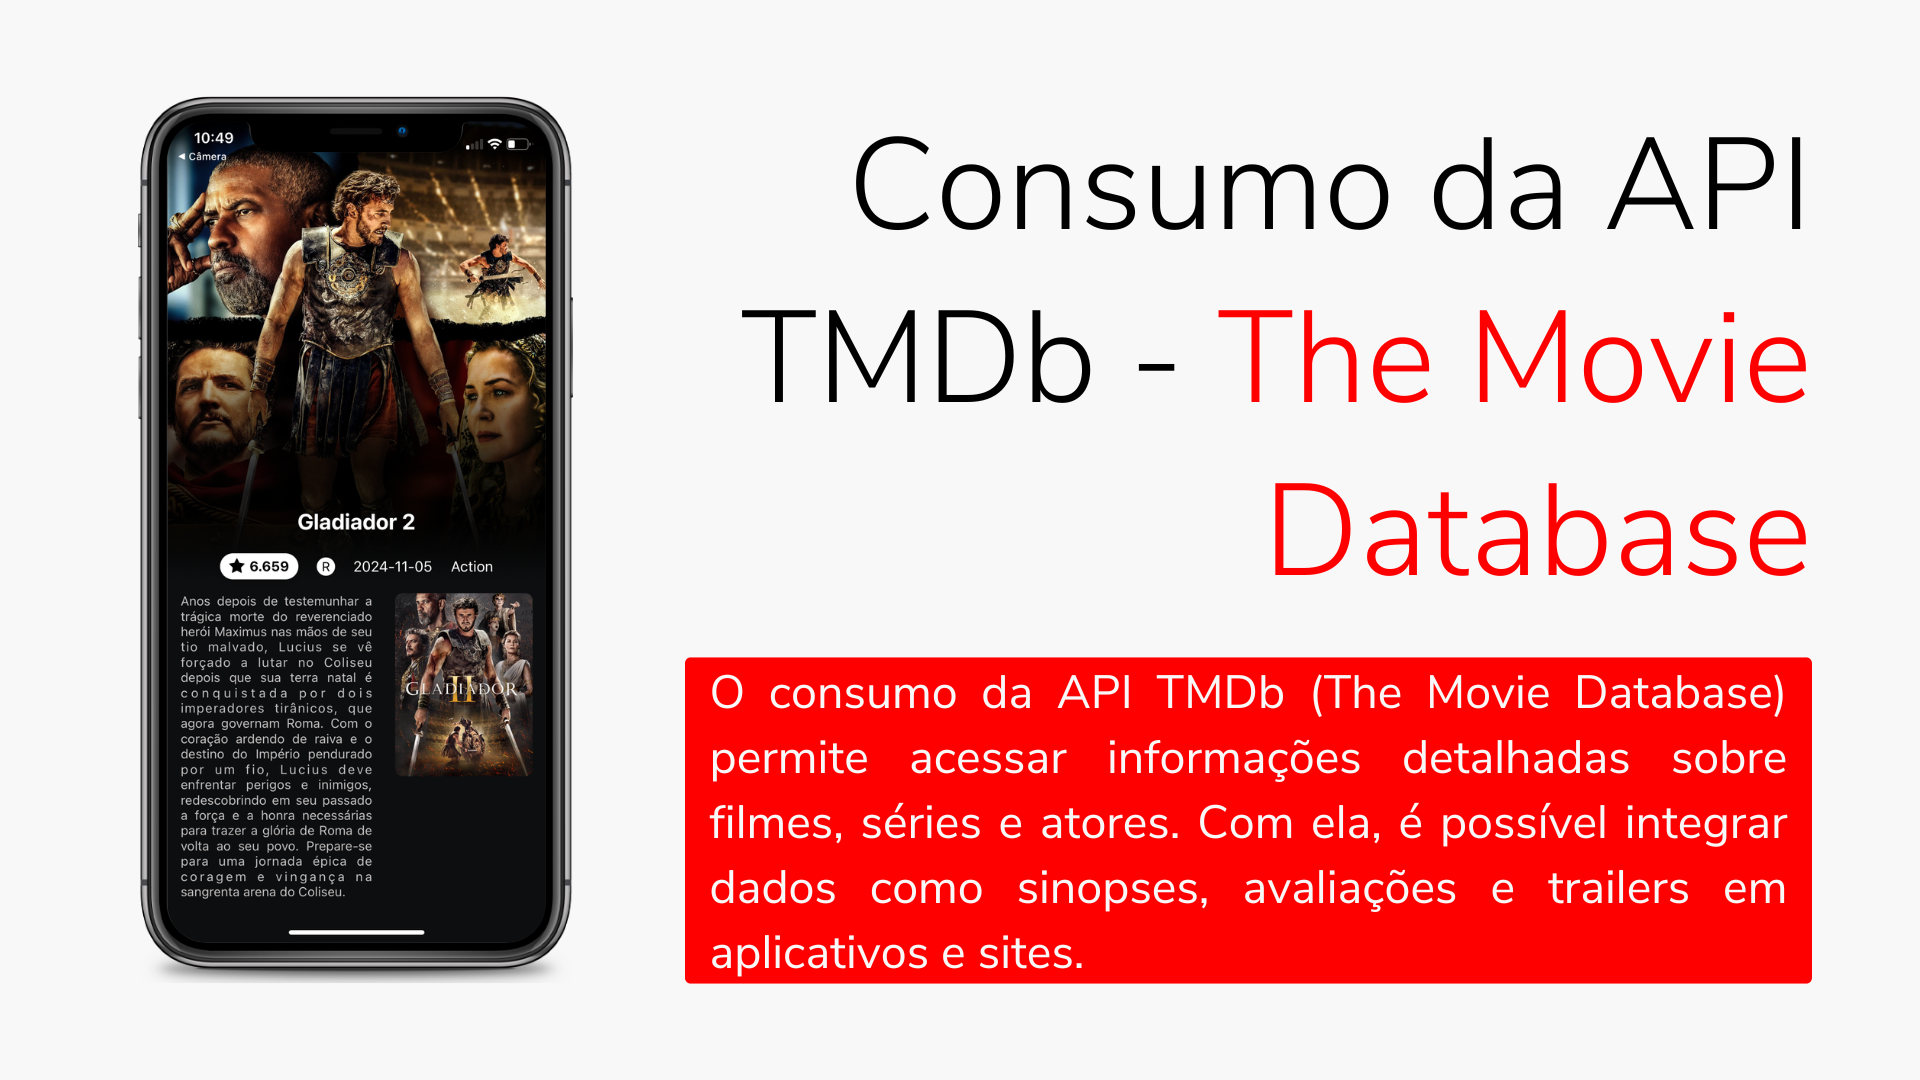 10:49
◀ Câmera
Gladiador 2
★ 6.659 R 2024-11-05 Action
Anos depois de testemunhar a
trágica morte do reverenciado
herói Maximus nas mãos de seu
tio malvado, Lucius se vê
forçado a lutar no Coliseu
depois que sua terra natal é
conquistada por dois
imperadores tirânicos, que
agora governam Roma. Com o
coração ardendo de raiva e o
destino do Império pendurado
por um fio, Lucius deve
enfrentar perigos e inimigos,
redescobrindo em seu passado
a força e a honra necessárias
para trazer a glória de Roma de
volta ao seu povo. Prepare-se
para uma jornada épica de
coragem e vingança na
sangrenta arena do Coliseu.
GLADIADOR
II
Consumo da API
TMDb - The Movie
Database
O consumo da API TMDb (The Movie Database)
permite acessar informações detalhadas sobre
filmes, séries e atores. Com ela, é possível integrar
dados como sinopses, avaliações e trailers em
aplicativos e sites.